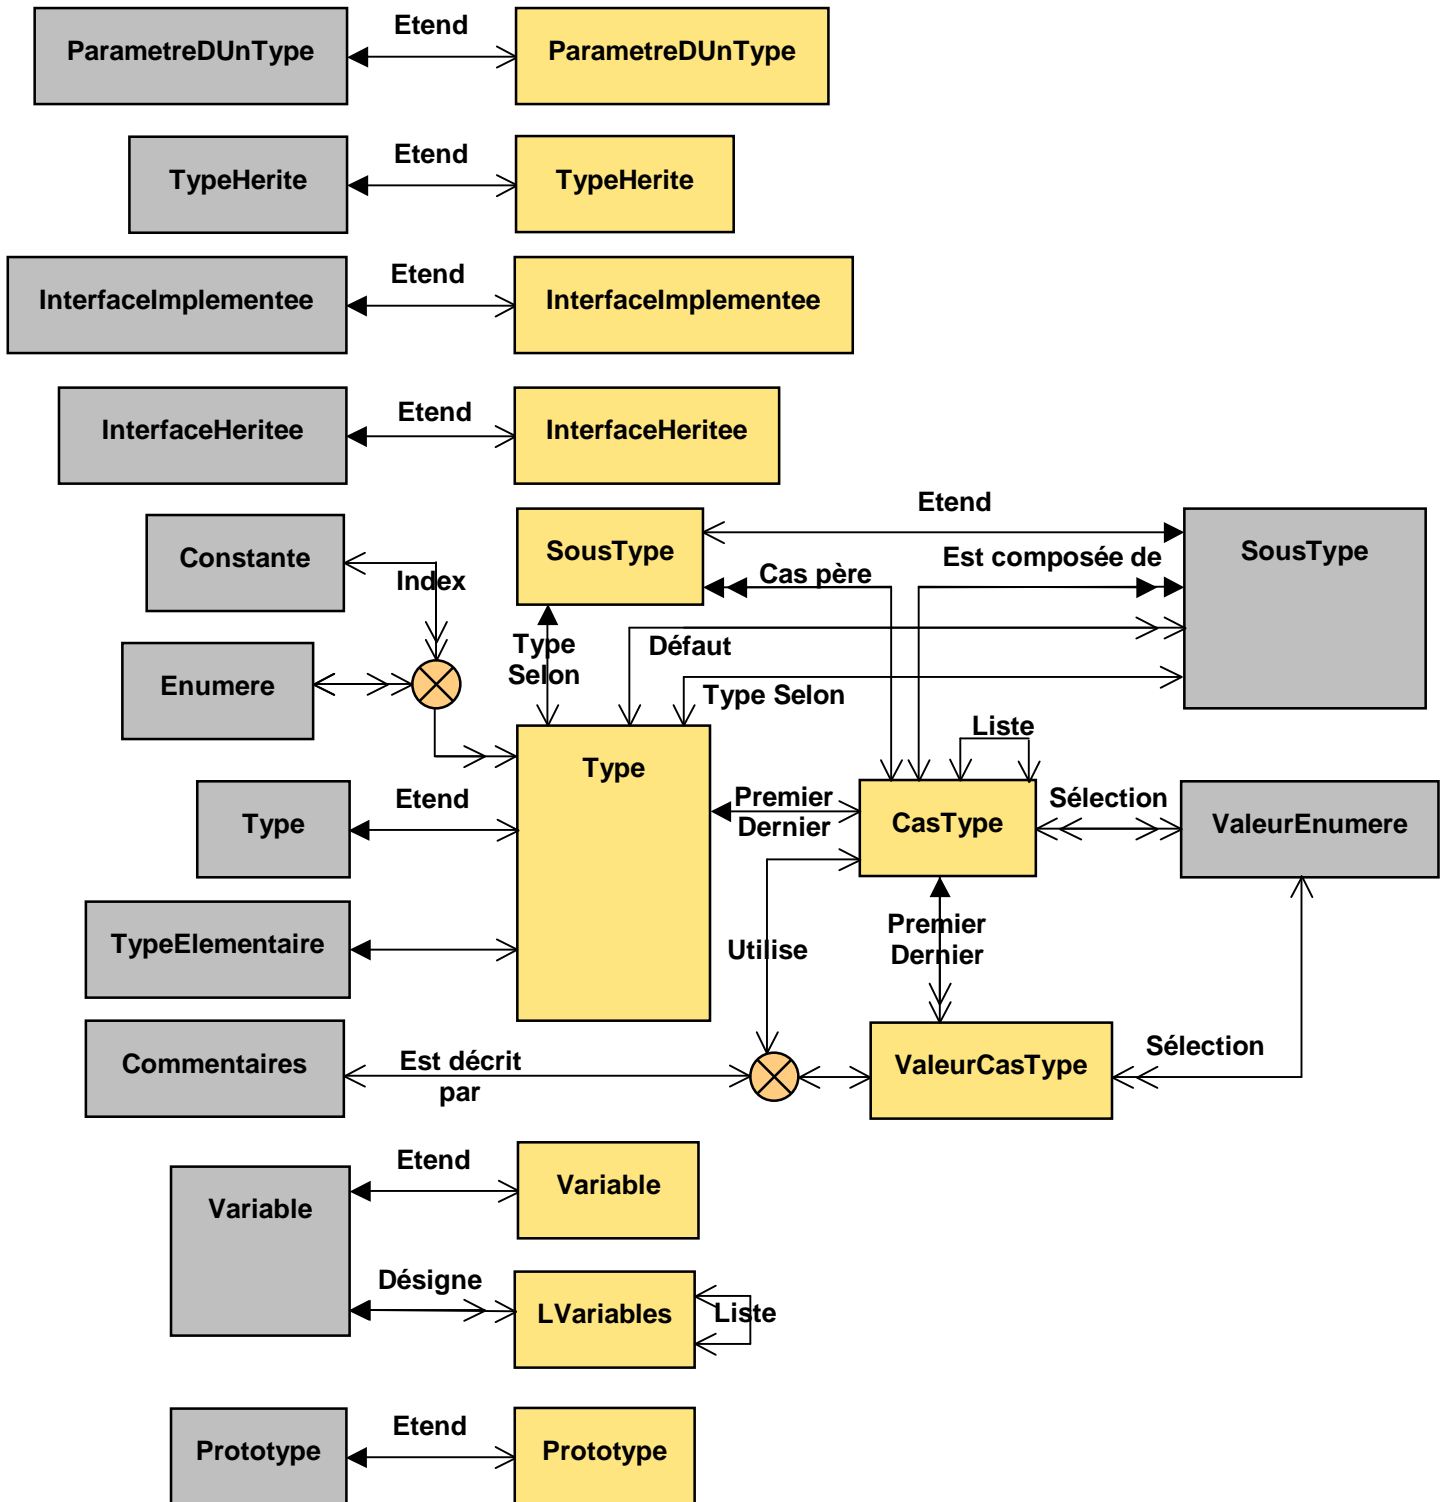 Etend
ParametreDUnType
ParametreDUnType
Etend
TypeHerite
TypeHerite
Etend
InterfaceImplementee
InterfaceImplementee
Etend
InterfaceHeritee
InterfaceHeritee
Etend
Constante
SousType
SousType
Est composée de
Index
Cas père
Type
Selon
Défaut
Enumere
Type Selon
Liste
Type
Etend
Premier
Dernier
Sélection
Type
CasType
ValeurEnumere
TypeElementaire
Premier
Dernier
Utilise
Commentaires
Est décrit
par
ValeurCasType
Sélection
Etend
Variable
Variable
Désigne
LVariables
Liste
Etend
Prototype
Prototype